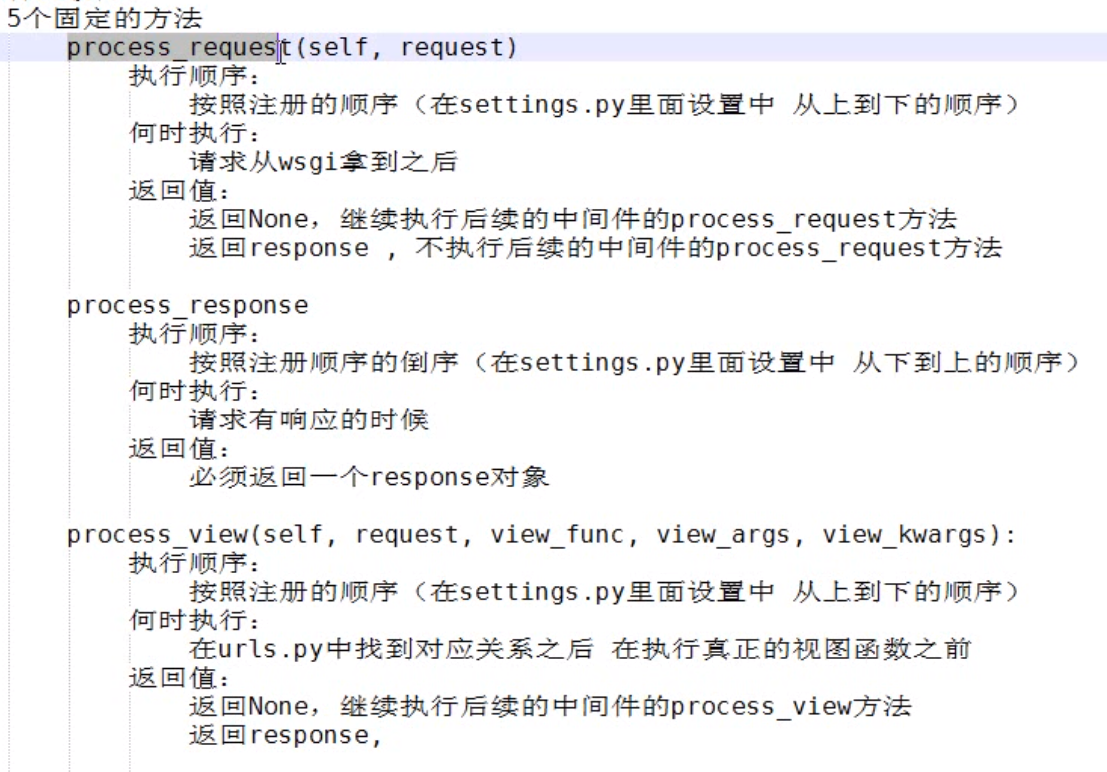 5个固定的方法
process_request(self, request)
执行顺序：
按照注册的顺序（在settings.py里面设置中 从上到下的顺序）
何时执行：
请求从wsgi拿到之后
返回值：
返回None，继续执行后续的中间件的process_request方法
返回response , 不执行后续的中间件的process_request方法
process_response
执行顺序：
按照注册顺序的倒序（在settings.py里面设置中 从下到上的顺序）
何时执行：
请求有响应的时候
返回值：
必须返回一个response对象
process_view(self, request, view_func, view_args, view_kwargs):
执行顺序：
按照注册的顺序（在settings.py里面设置中 从上到下的顺序）
何时执行：
在urls.py中找到对应关系之后 在执行真正的视图函数之前
返回值：
返回None，继续执行后续的中间件的process_view方法
返回response,